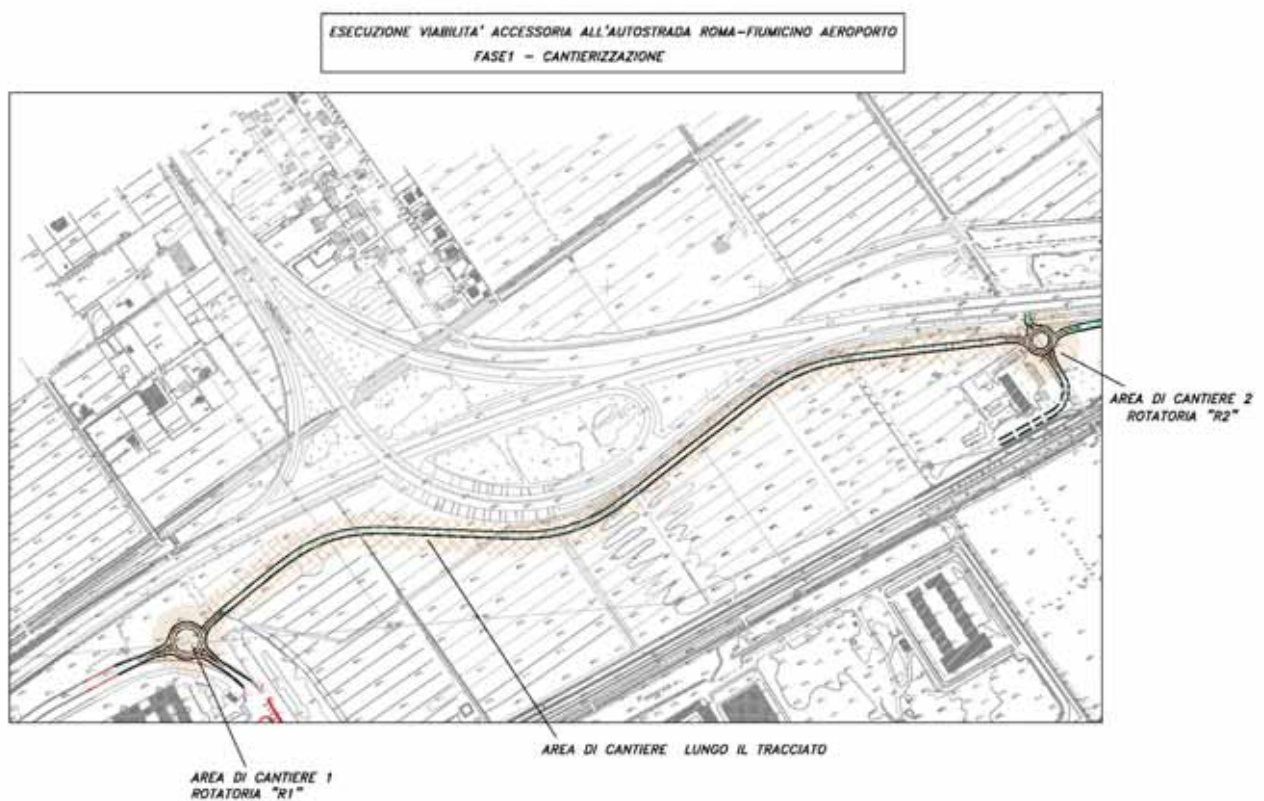 ESECUZIONE VIABILITA' ACCESSORIA ALL'AUTOSTRADA ROMA-FIUMICINO AEROPORTO
FASE1 - CANTIERIZZAZIONE
AREA DI CANTIERE 2
ROTATORIA "R2"
AREA DI CANTIERE LUNGO IL TRACCIATO
AREA DI CANTIERE 1
ROTATORIA "R1"